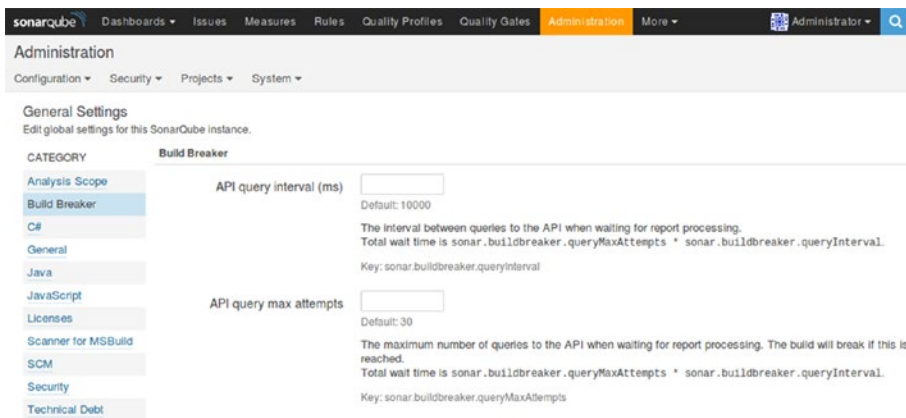 sonarqube Dashboards Issues Measures Rules Quality Profiles Quality Gates Administration More Administrator
Administration
Configuration Security Projects System
General Settings
Edit global settings for this SonarQube instance.
CATEGORY
Analysis Scope
Build Breaker
C#
General
Java
JavaScript
Licenses
Scanner for MSBuild
SCM
Security
Technical Debt
Build Breaker
API query interval (ms)
Default: 10000
The interval between queries to the API when waiting for report processing.
Total wait time is sonar.buildbreaker.queryMaxAttempts * sonar.buildbreaker.queryInterval.
Key: sonar.buildbreaker.queryInterval
API query max attempts
Default: 30
The maximum number of queries to the API when waiting for report processing. The build will break if this is
reached.
Total wait time is sonar.buildbreaker.queryMaxAttempts * sonar.buildbreaker.queryInterval.
Key: sonar.buildbreaker.queryMaxAttempts